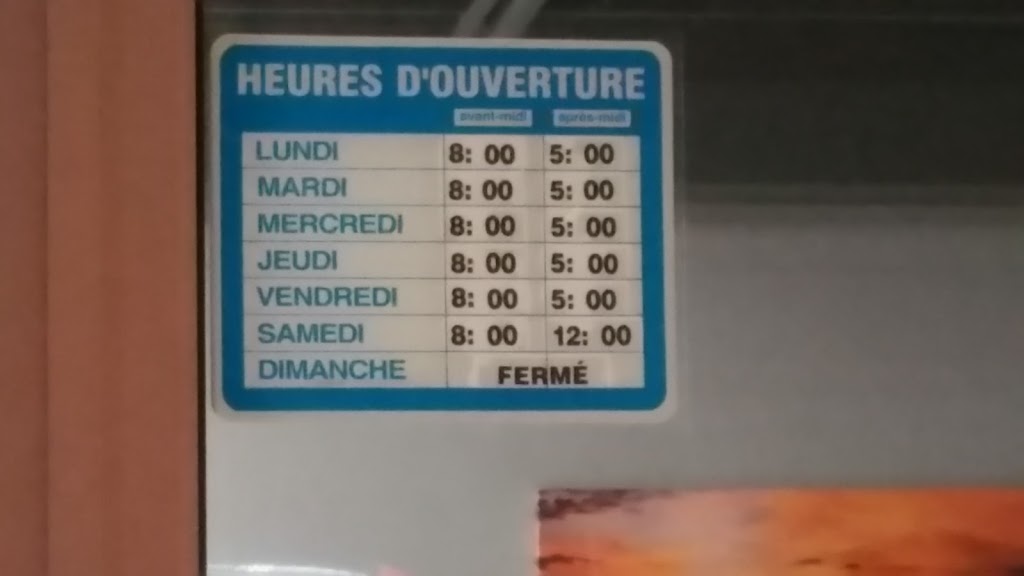 HEURES D'OUVERTURE
avant-midi après-midi
LUNDI 8: 00 5: 00
MARDI 8: 00 5: 00
MERCREDI 8: 00 5: 00
JEUDI 8: 00 5: 00
VENDREDI 8: 00 5: 00
SAMEDI 8: 00 12: 00
DIMANCHE FERMÉ